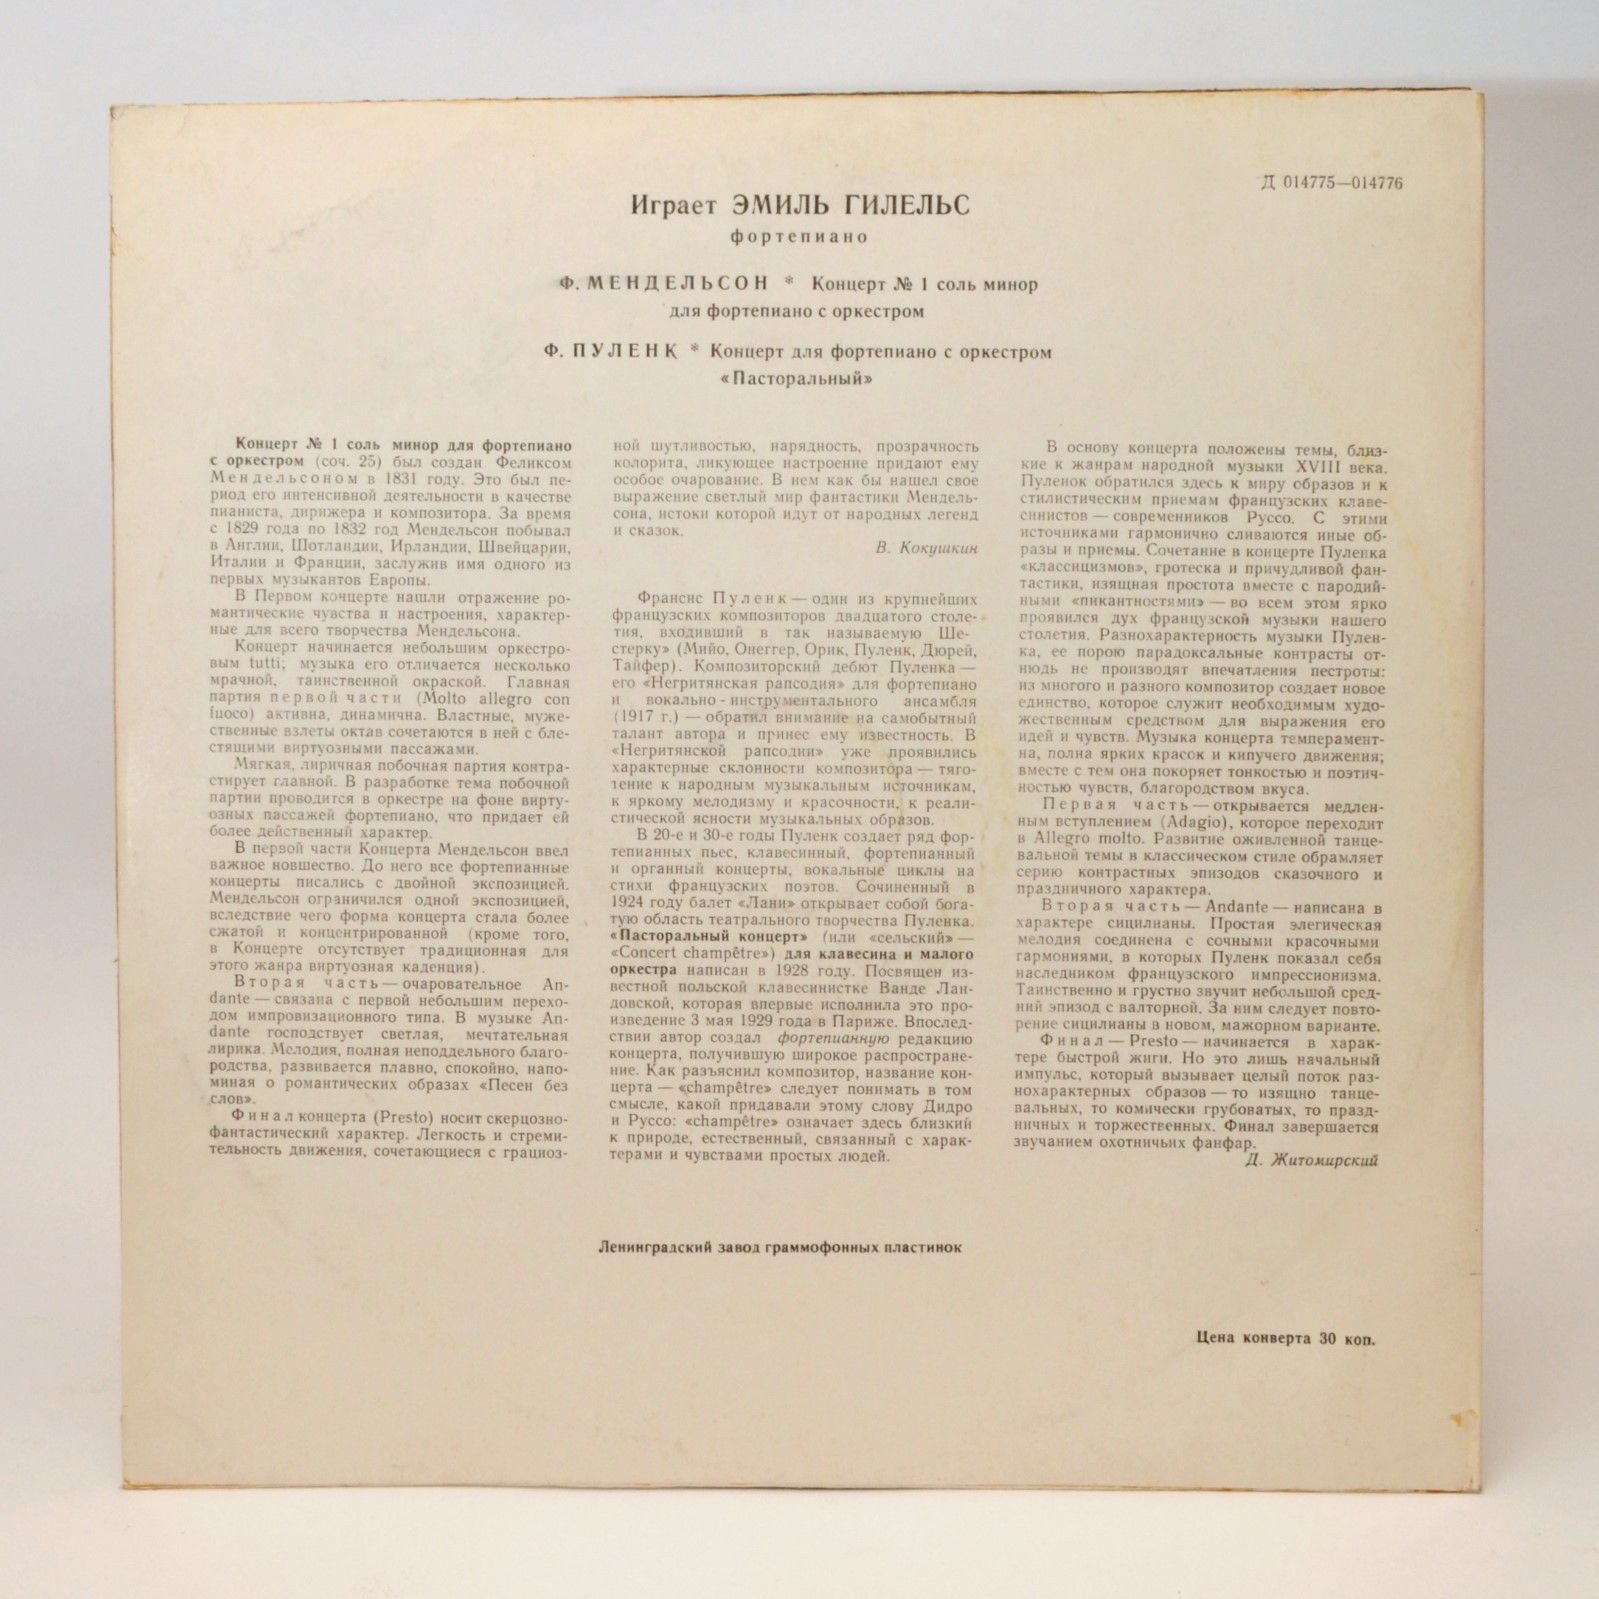 Д 014775—014776
Играет ЭМИЛЬ ГИЛЕЛЬС
фортепиано
Ф. МЕНДЕЛЬСОН * Концерт № 1 соль минор
для фортепиано с оркестром
Ф. ПУЛЕНК * Концерт для фортепиано с оркестром
«Пасторальный»
Концерт № 1 соль минор для фортепиано
с оркестром (соч. 25) был создан Феликсом
Мендельсоном в 1831 году. Это был пе-
риод его интенсивной деятельности в качестве
пианиста, дирижера и композитора. За время
с 1829 года по 1832 год Мендельсон побывал
в Англии, Шотландии, Ирландии, Швейцарии,
Италии и Франции, заслужив имя одного из
первых музыкантов Европы.
В Первом концерте нашли отражение ро-
мантические чувства и настроения, характер-
ные для всего творчества Мендельсона.
Концерт начинается небольшим оркестро-
вым tutti; музыка его отличается несколько
мрачной, таинственной окраской. Главная
партия первой части (Molto allegro con
fuoco) активна, динамична. Властные, муже-
ственные взлеты октав сочетаются в ней с бле-
стящими виртуозными пассажами.
Мягкая, лиричная побочная партия контра-
стирует главной. В разработке тема побочной
партии проводится в оркестре на фоне вирту-
озных пассажей фортепиано, что придает ей
более действенный характер.
В первой части Концерта Мендельсон ввел
важное новшество. До него все фортепианные
концерты писались с двойной экспозицией.
Мендельсон ограничился одной экспозицией,
вследствие чего форма концерта стала более
сжатой и концентрированной (кроме того,
в Концерте отсутствует традиционная для
этого жанра виртуозная каденция).
Вторая часть — очаровательное An-
dante — связана с первой небольшим перехо-
дом импровизационного типа. В музыке An-
dante господствует светлая, мечтательная
лирика. Мелодия, полная неподдельного благо-
родства, развивается плавно, спокойно, напо-
миная о романтических образах «Песен без
слов».
Финал концерта (Presto) носит скерцозно-
фантастический характер. Легкость и стреми-
тельность движения, сочетающиеся с грациоз-
ной шутливостью, нарядность, прозрачность
колорита, ликующее настроение придают ему
особое очарование. В нем как бы нашел свое
выражение светлый мир фантастики Мендель-
сона, истоки которой идут от народных легенд
и сказок.
В. Кокушкин
Франсис Пуленк — один из крупнейших
французских композиторов двадцатого столе-
тия, входивший в так называемую Ше-
стерку» (Мийо, Онеггер, Орик, Пуленк, Дюрей,
Тайфер). Композиторский дебют Пуленка —
его «Негритянская рапсодия» для фортепиано
и вокально-инструментального ансамбля
(1917 г.) — обратил внимание на самобытный
талант автора и принес ему известность. В
«Негритянской рапсодии» уже проявились
характерные склонности композитора — тяго-
тение к народным музыкальным источникам,
к яркому мелодизму и красочности, к реали-
стической ясности музыкальных образов.
В 20-е и 30-е годы Пуленк создает ряд фор-
тепианных пьес, клавесинный, фортепианный
и органный концерты, вокальные циклы на
стихи французских поэтов. Сочиненный в
1924 году балет «Лани» открывает собой бога-
тую область театрального творчества Пуленка.
«Пасторальный концерт» (или «сельский» —
«Concert champêtre») для клавесина и малого
оркестра написан в 1928 году. Посвящен из-
вестной польской клавесинистке Ванде Лан-
довской, которая впервые исполнила это про-
изведение 3 мая 1929 года в Париже. Впослед-
ствии автор создал фортепианную редакцию
концерта, получившую широкое распростране-
ние. Как разъяснил композитор, название кон-
церта — «champêtre» следует понимать в том
смысле, какой придавали этому слову Дидро
и Руссо: «champêtre» означает здесь близкий
к природе, естественный, связанный с харак-
терами и чувствами простых людей.
В основу концерта положены темы, близ-
кие к жанрам народной музыки XVIII века.
Пуленок обратился здесь к миру образов и к
стилистическим приемам французских клаве-
синистов — современников Руссо. С этими
источниками гармонично сливаются иные об-
разы и приемы. Сочетание в концерте Пуленка
«классицизмов», гротеска и причудливой фан-
тастики, изящная простота вместе с пародий-
ными «пикантностями» — во всем этом ярко
проявился дух французской музыки нашего
столетия. Разнохарактерность музыки Пулен-
ка, ее порою парадоксальные контрасты от-
нюдь не производят впечатления пестроты:
из многого и разного композитор создает новое
единство, которое служит необходимым худо-
жественным средством для выражения его
идей и чувств. Музыка концерта темперамент-
на, полна ярких красок и кипучего движения;
вместе с тем она покоряет тонкостью и поэтич-
ностью чувств, благородством вкуса.
Первая часть — открывается медлен-
ным вступлением (Adagio), которое переходит
в Allegro molto. Развитие оживленной танце-
вальной темы в классическом стиле обрамляет
серию контрастных эпизодов сказочного и
праздничного характера.
Вторая часть — Andante — написана в
характере сицилианы. Простая элегическая
мелодия соединена с сочными красочными
гармониями, в которых Пуленк показал себя
наследником французского импрессионизма.
Таинственно и грустно звучит небольшой сред-
ний эпизод с валторной. За ним следует повто-
рение сицилианы в новом, мажорном варианте.
Финал — Presto — начинается в харак-
тере быстрой жиги. Но это лишь начальный
импульс, который вызывает целый поток раз-
нохарактерных образов — то изящно танце-
вальных, то комически грубоватых, то празд-
ничных и торжественных. Финал завершается
звучанием охотничьих фанфар.
Д. Житомирский
Ленинградский завод граммофонных пластинок
Цена конверта 30 коп.